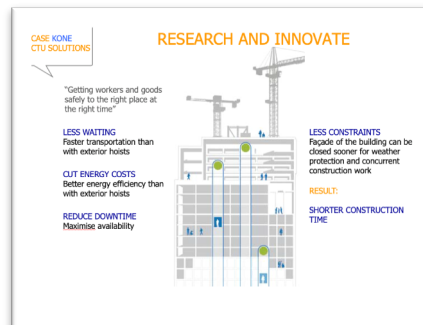 CASE KONE
CTU SOLUTIONS
RESEARCH AND INNOVATE
"Getting workers and goods
safely to the right place at
the right time"
LESS WAITING
Faster transportation than
with exterior hoists
CUT ENERGY COSTS
Better energy efficiency than
with exterior hoists
REDUCE DOWNTIME
Maximise availability
LESS CONSTRAINTS
Façade of the building can be
closed sooner for weather
protection and concurrent
construction work
RESULT:
SHORTER CONSTRUCTION
TIME